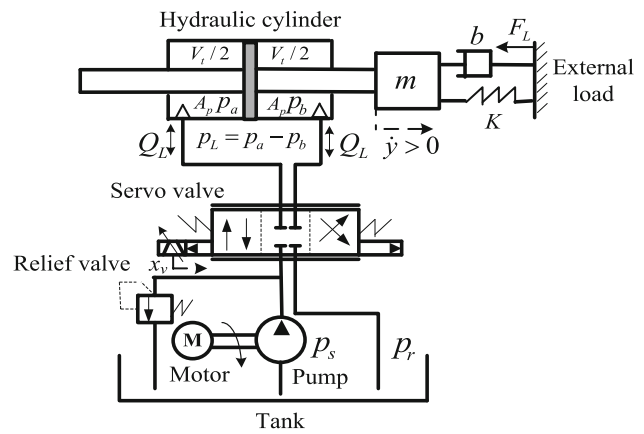 Hydraulic cylinder
V_t / 2 V_t / 2
b
F_L
m
External
load
A_p p_a A_p p_b
K
Q_L p_L = p_a − p_b Q_L
ẏ > 0
Servo valve
Relief valve x_v
M
p_s p_r
Motor Pump
Tank